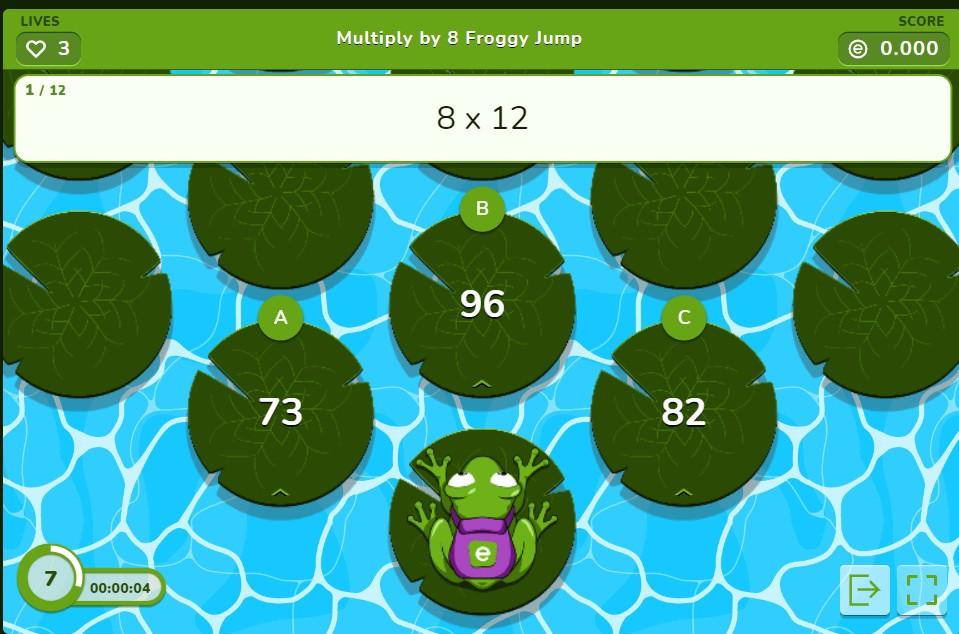 LIVES
3
Multiply by 8 Froggy Jump
SCORE
0.000
1 / 12
8 x 12
B
96
A
73
C
82
e
7
00:00:04